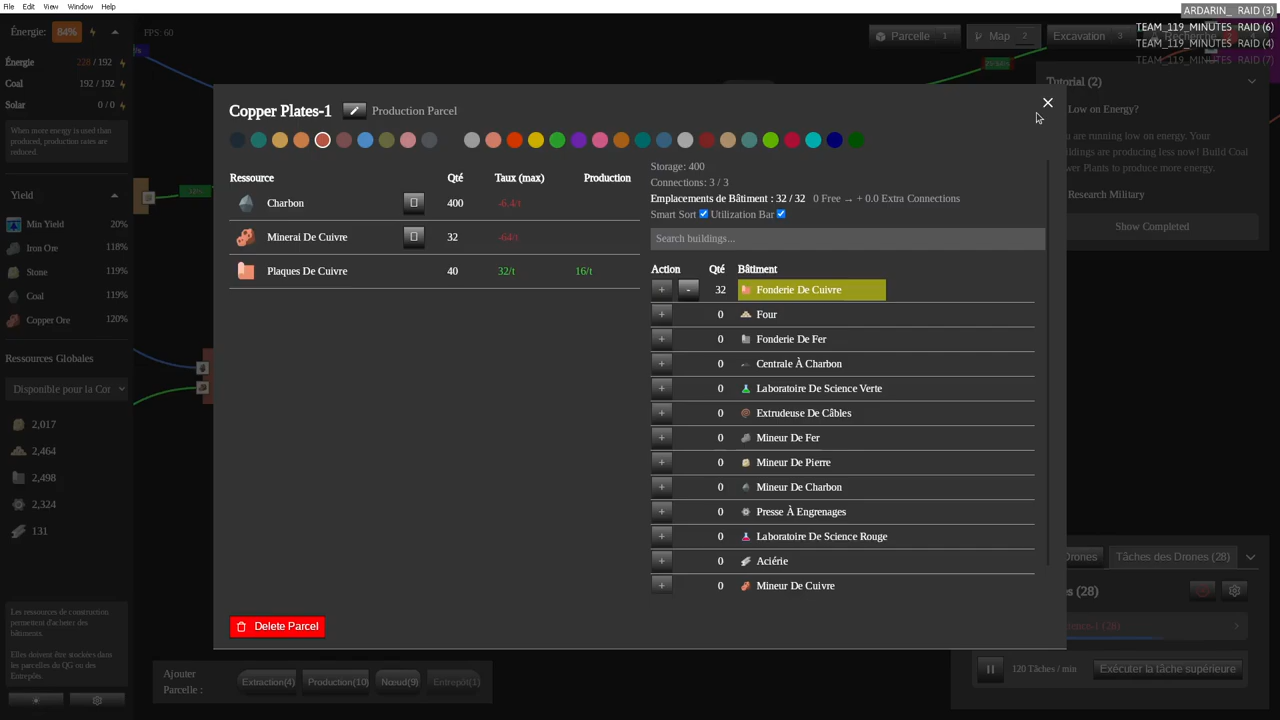 File Edit View Window Help
ARDARIN_ RAID (3)
TEAM_119_MINUTES RAID (6)
TEAM_119_MINUTES RAID (4)
TEAM_119_MINUTES RAID (7)
Énergie: 84%
FPS: 60
Parcelle 1
Map 2
Excavation 3
Énergie 228 / 192
Coal 192 / 192
Solar 0 / 0
When more energy is used than
produced, production rates are
reduced.
Yield
Min Yield 20%
Iron Ore 118%
Stone 119%
Coal 119%
Copper Ore 120%
Ressources Globales
Disponible pour la Cor
2,017
2,464
2,498
2,324
131
Les ressources de construction
permettent d'acheter des
bâtiments.
Elles doivent être stockées dans
les parcelles du QG ou des
Entrepôts.
Copper Plates-1
Production Parcel
Ressource Qté Taux (max) Production
Charbon 400 -6.4/t
Minerai De Cuivre 32 -64/t
Plaques De Cuivre 40 32/t 16/t
Delete Parcel
Storage: 400
Connections: 3 / 3
Emplacements de Bâtiment : 32 / 32 0 Free → + 0.0 Extra Connections
Smart Sort Utilization Bar
Search buildings...
Action Qté Bâtiment
+ - 32 Fonderie De Cuivre
+ 0 Four
+ 0 Fonderie De Fer
+ 0 Centrale À Charbon
+ 0 Laboratoire De Science Verte
+ 0 Extrudeuse De Câbles
+ 0 Mineur De Fer
+ 0 Mineur De Pierre
+ 0 Mineur De Charbon
+ 0 Presse À Engrenages
+ 0 Laboratoire De Science Rouge
+ 0 Aciérie
+ 0 Mineur De Cuivre
Tutorial (2)
Low on Energy?
ou are running low on energy. Your
ildings are producing less now! Build Coal
wer Plants to produce more energy.
Research Military
Show Completed
Drones
Tâches des Drones (28)
s (28)
120 Tâches / min
Exécuter la tâche supérieure
Ajouter
Parcelle :
Extraction(4)
Production(10)
Nœud(9)
Entrepôt(1)